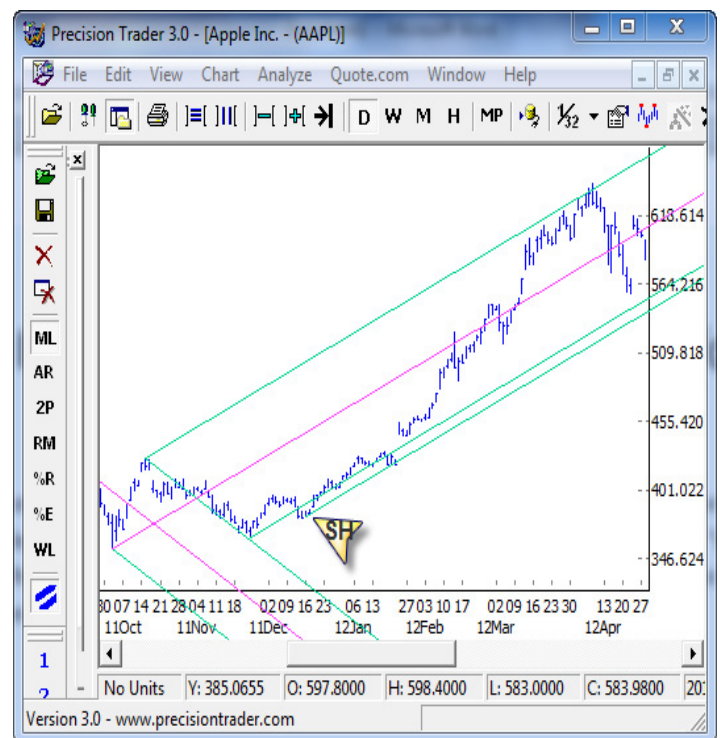 Precision Trader 3.0 - [Apple Inc. - (AAPL)]
File Edit View Chart Analyze Quote.com Window Help
D W M H MP 1/32
ML
AR
2P
RM
%R
%E
WL
1
2
618.614
564.216
509.818
455.420
401.022
346.624
SH
30 07 14 21 28 04 11 18 02 09 16 23 06 13 27 03 10 17 02 09 16 23 30 13 20 27
11Oct 11Nov 11Dec 12Jan 12Feb 12Mar 12Apr
No Units Y: 385.0655 O: 597.8000 H: 598.4000 L: 583.0000 C: 583.9800 20
Version 3.0 - www.precisiontrader.com